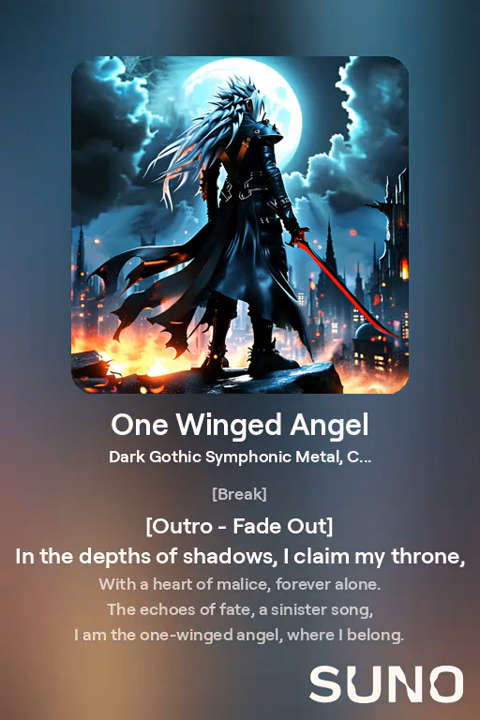 One Winged Angel
Dark Gothic Symphonic Metal, C...
[Break]
[Outro - Fade Out]
In the depths of shadows, I claim my throne,
With a heart of malice, forever alone.
The echoes of fate, a sinister song,
I am the one-winged angel, where I belong.
SUNO